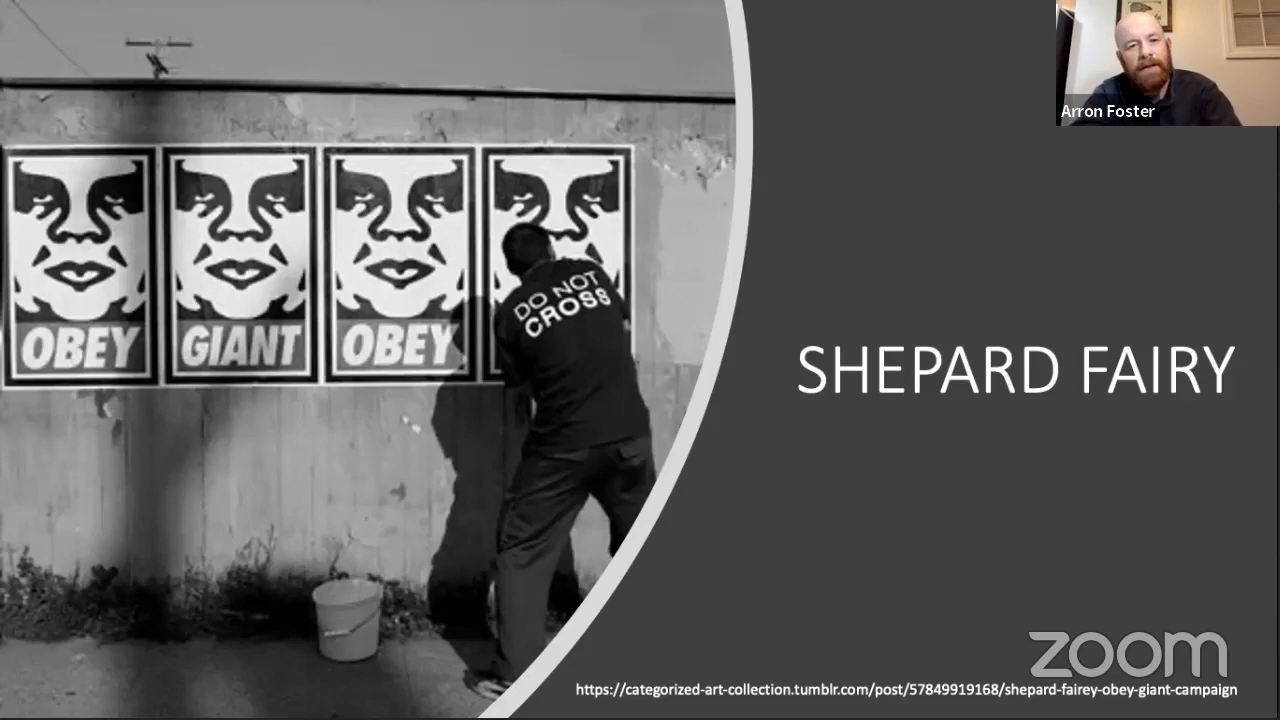 Arron Foster
OBEY
GIANT
OBEY
DO NOT
CROSS
SHEPARD FAIRY
zoom
https://categorized-art-collection.tumblr.com/post/57849919168/shepard-fairey-obey-giant-campaign